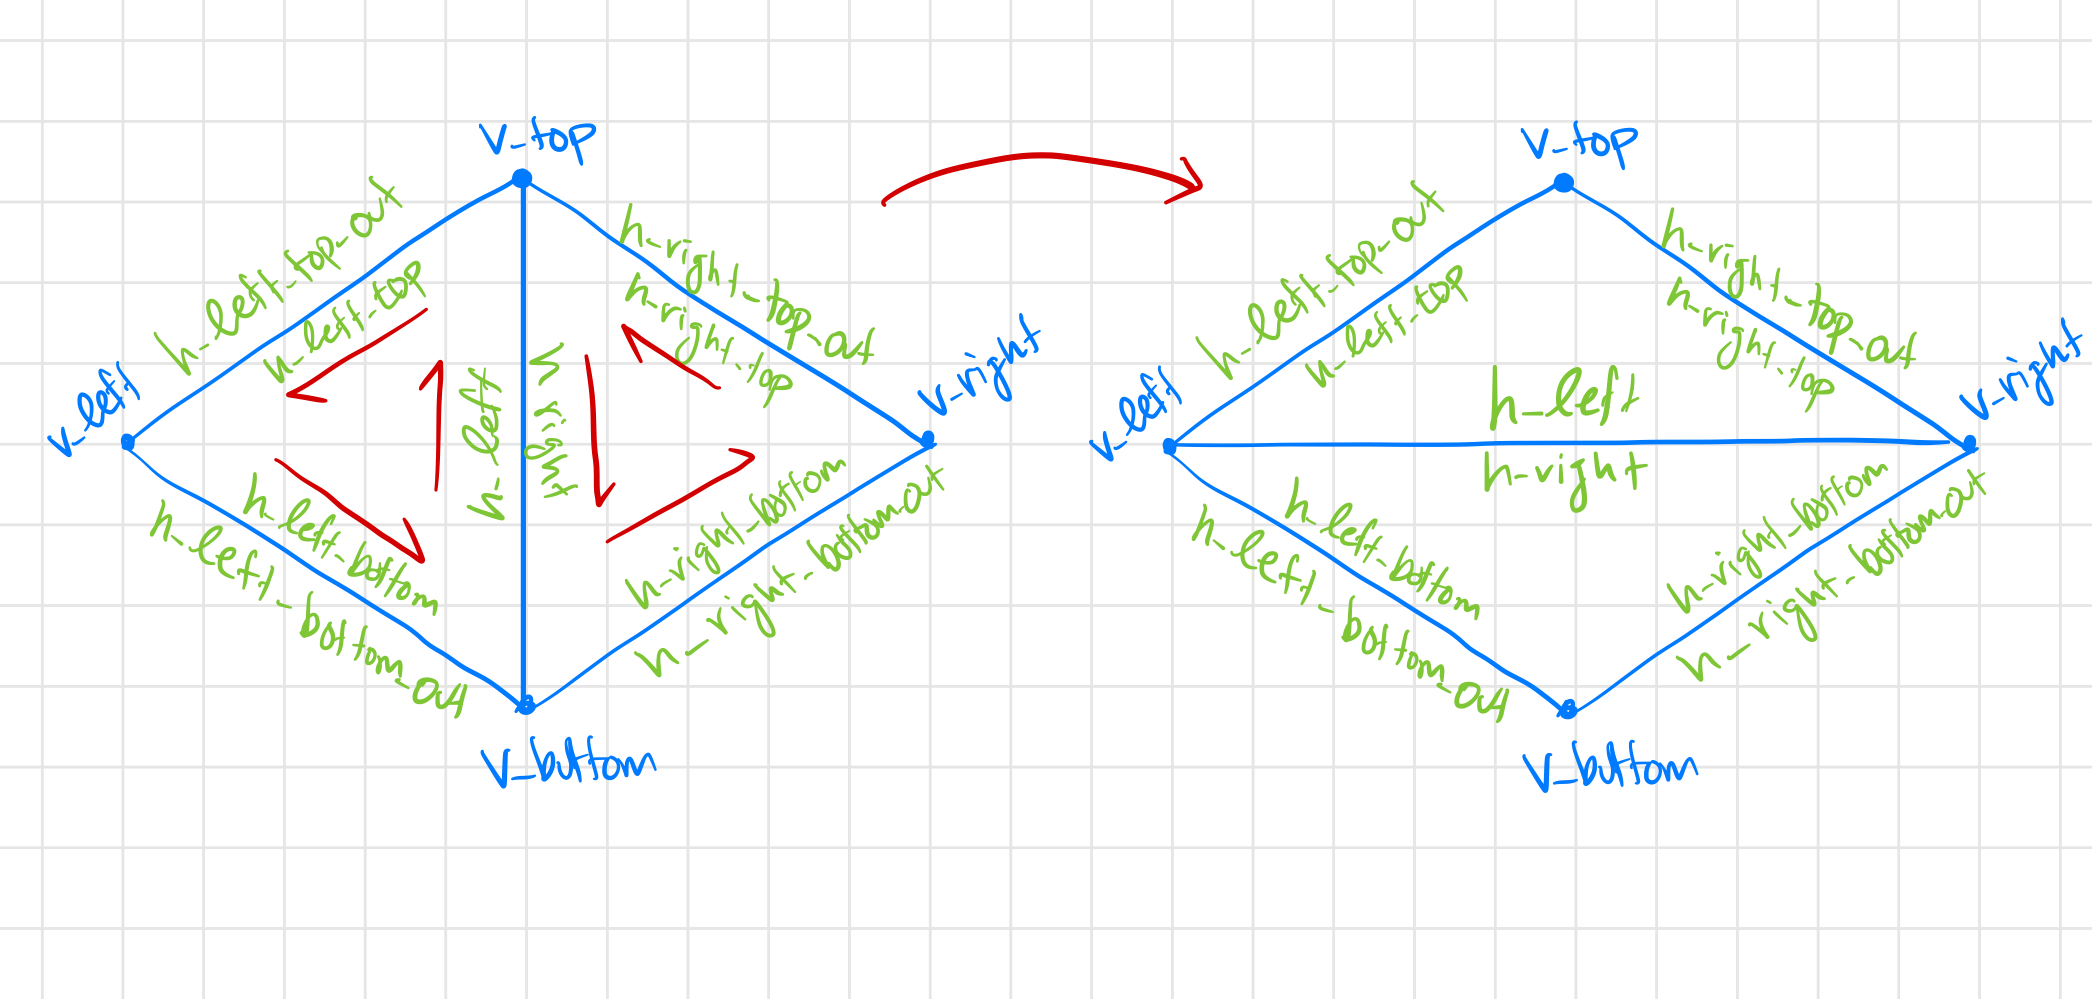 v_top
h_left_top_out
h_left_top
h_right_top_out
h_right_top
v_left
h_left
h_right
v_right
h_left_bottom
h_left_bottom_out
h_right_bottom
h_right_bottom_out
v_bottom
v_top
h_left_top_out
h_left_top
h_right_top_out
h_right_top
v_left
h_left
h_right
v_right
h_left_bottom
h_left_bottom_out
h_right_bottom
h_right_bottom_out
v_bottom